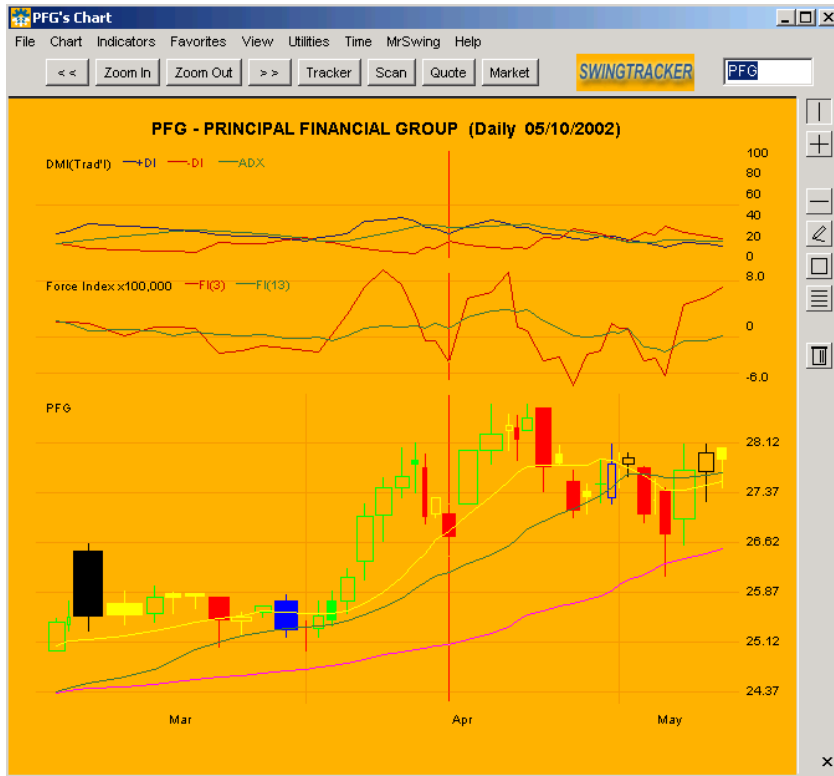 PFG's Chart
File Chart Indicators Favorites View Utilities Time MrSwing Help
<< Zoom In Zoom Out >> Tracker Scan Quote Market SWINGTRACKER PFG
PFG - PRINCIPAL FINANCIAL GROUP (Daily 05/10/2002)
DMI(Trad'l) +DI -DI ADX
100
80
60
40
20
0
Force Index x100,000 FI(3) FI(13)
8.0
0
-6.0
PFG
28.12
27.37
26.62
25.87
25.12
24.37
Mar Apr May